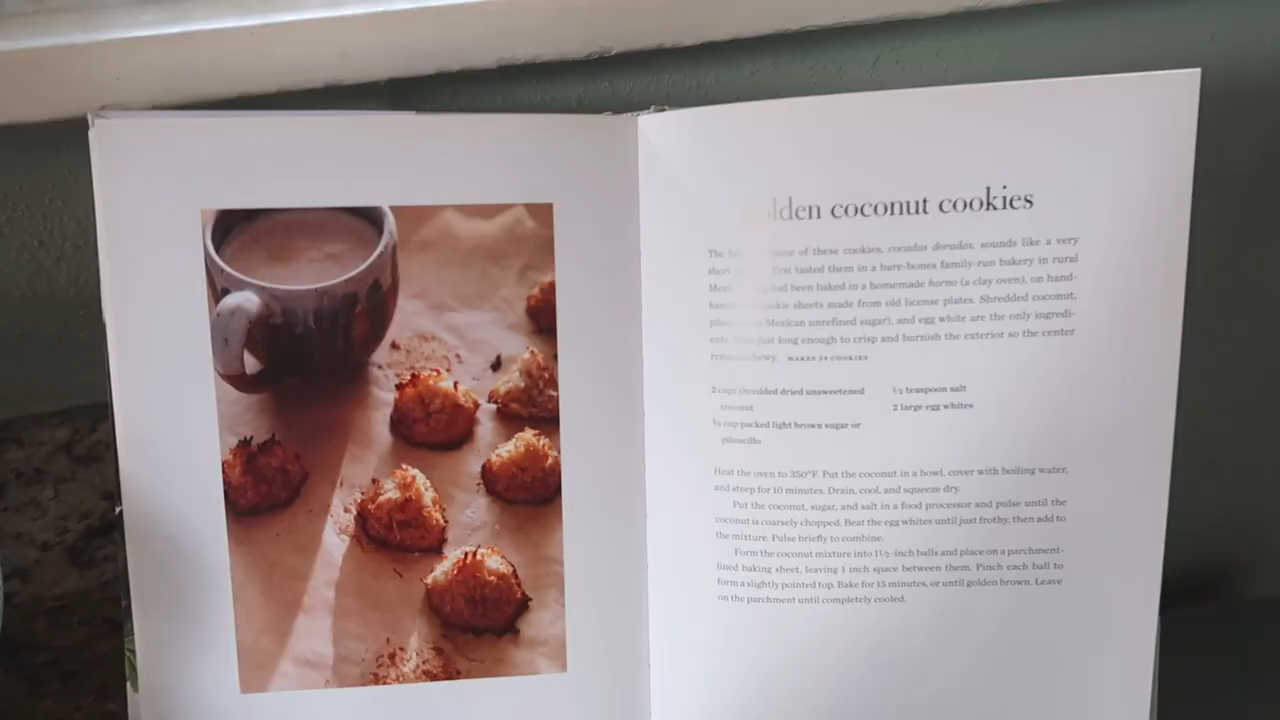 lden coconut cookies
The of these cookies, cocadas doradas, sounds like a very
short first tasted them in a bare-bones family-run bakery in rural
had been baked in a homemade horno (a clay oven), on hand-
sheets made from old license plates. Shredded coconut,
Mexican unrefined sugar), and egg white are the only ingredi-
just long enough to crisp and burnish the exterior so the center
chewy. MAKES 24 COOKIES
2 cups shredded dried unsweetened
coconut
cup packed light brown sugar or
piloncillo
1/2 teaspoon salt
2 large egg whites
Heat the oven to 350°F. Put the coconut in a bowl, cover with boiling water,
and steep for 10 minutes. Drain, cool, and squeeze dry.
Put the coconut, sugar, and salt in a food processor and pulse until the
coconut is coarsely chopped. Beat the egg whites until just frothy, then add to
the mixture. Pulse briefly to combine.
Form the coconut mixture into 1 1/2-inch balls and place on a parchment-
lined baking sheet, leaving 1 inch space between them. Pinch each ball to
form a slightly pointed top. Bake for 15 minutes, or until golden brown. Leave
on the parchment until completely cooled.